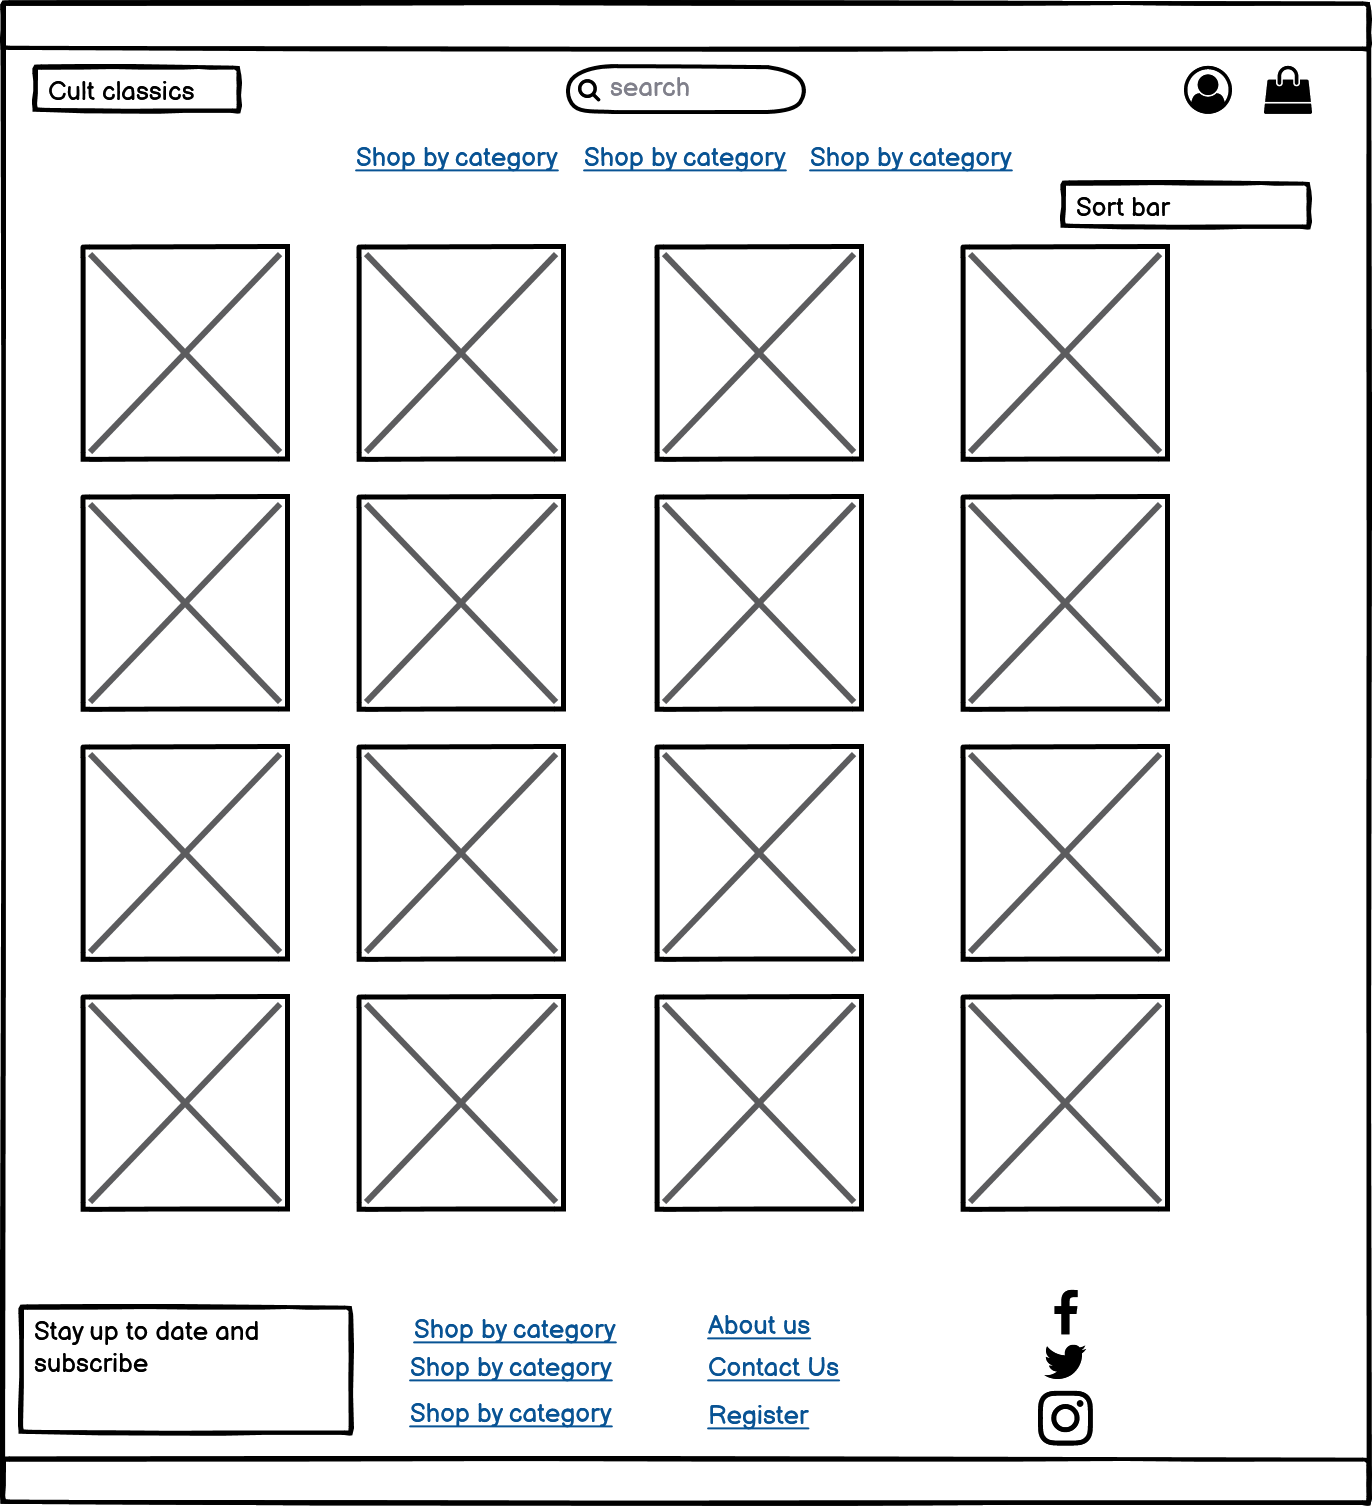 Cult classics
search
Shop by category Shop by category Shop by category
Sort bar
Stay up to date and
subscribe
Shop by category
Shop by category
Shop by category
About us
Contact Us
Register